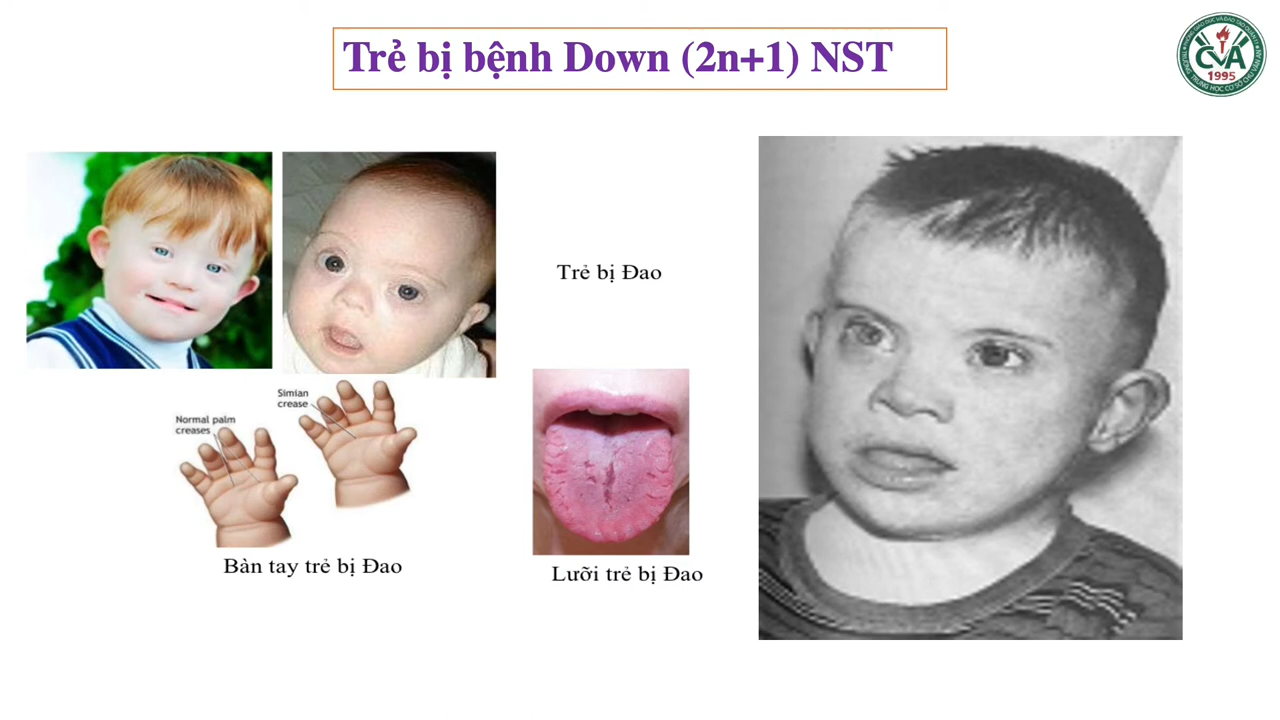 Trẻ bị bệnh Down (2n+1) NST
CVA
1995
Trẻ bị Đao
Simian
crease
Normal palm
creases
Bàn tay trẻ bị Đao
Lưỡi trẻ bị Đao